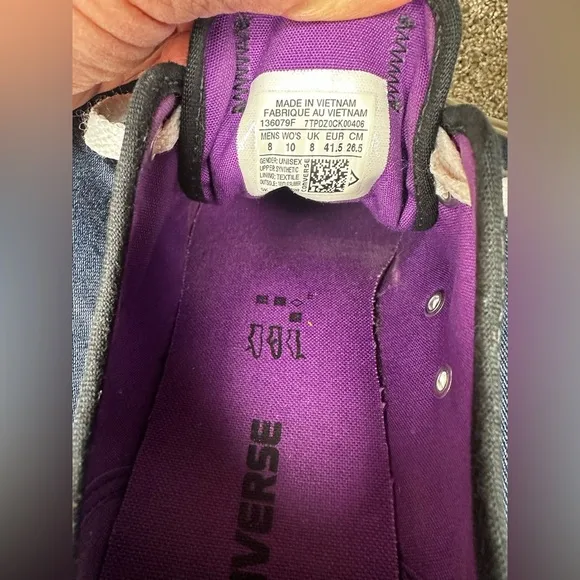 MADE IN VIETNAM
FABRIQUE AU VIETNAM
136079F 7TPDZ0CK00406
MENS WO'S UK EUR CM
8 10 8 41.5 26.5
GENDER: UNISEX
UPPER: SYNTHETIC
LINING: TEXTILE
CONVERSE
VERSE